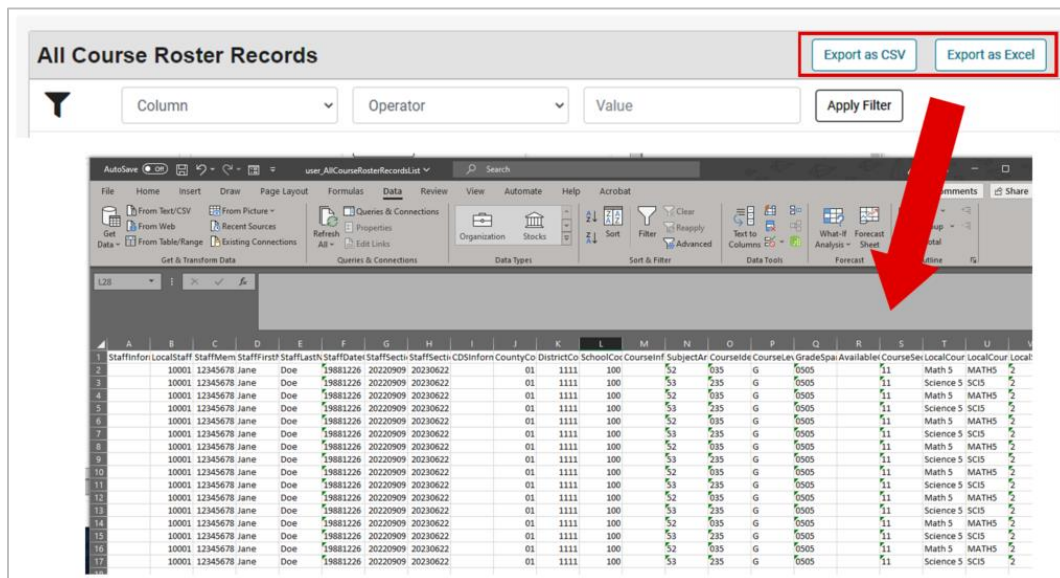 All Course Roster Records Export as CSV Export as Excel
Column Operator Value Apply Filter
AutoSave Off user_AllCourseRosterRecordsList Search
File Home Insert Draw Page Layout Formulas Data Review View Automate Help Acrobat Share
From Text/CSV From Picture Queries & Connections Clear
Get Data From Web Recent Sources Refresh All Properties Organization Stocks Sort Filter Reapply Text to Columns What-If Analysis Forecast Sheet
From Table/Range Existing Connections Edit Links Advanced
Get & Transform Data Queries & Connections Data Types Sort & Filter Data Tools Forecast
L28 fx
A B C D E F G H I J K L M N O P Q R S T U
1 StaffInfori LocalStaff StaffMem StaffFirstN StaffLastN StaffDate StaffSecti StaffSecti CDSInform CountyCo DistrictCo SchoolCod CourseInf SubjectAr CourseIde CourseLev GradeSpa Available CourseSec LocalCour LocalCour Local
2 10001 12345678 Jane Doe 19881226 20220909 20230622 01 1111 100 52 035 G 0505 11 Math 5 MATH5 2
3 10001 12345678 Jane Doe 19881226 20220909 20230622 01 1111 100 53 235 G 0505 11 Science 5 SCI5 2
4 10001 12345678 Jane Doe 19881226 20220909 20230622 01 1111 100 52 035 G 0505 11 Math 5 MATH5 2
5 10001 12345678 Jane Doe 19881226 20220909 20230622 01 1111 100 53 235 G 0505 11 Science 5 SCI5 2
6 10001 12345678 Jane Doe 19881226 20220909 20230622 01 1111 100 52 035 G 0505 11 Math 5 MATH5 2
7 10001 12345678 Jane Doe 19881226 20220909 20230622 01 1111 100 53 235 G 0505 11 Science 5 SCI5 2
8 10001 12345678 Jane Doe 19881226 20220909 20230622 01 1111 100 52 035 G 0505 11 Math 5 MATH5 2
9 10001 12345678 Jane Doe 19881226 20220909 20230622 01 1111 100 53 235 G 0505 11 Science 5 SCI5 2
10 10001 12345678 Jane Doe 19881226 20220909 20230622 01 1111 100 52 035 G 0505 11 Math 5 MATH5 2
11 10001 12345678 Jane Doe 19881226 20220909 20230622 01 1111 100 53 235 G 0505 11 Science 5 SCI5 2
12 10001 12345678 Jane Doe 19881226 20220909 20230622 01 1111 100 52 035 G 0505 11 Math 5 MATH5 2
13 10001 12345678 Jane Doe 19881226 20220909 20230622 01 1111 100 53 235 G 0505 11 Science 5 SCI5 2
14 10001 12345678 Jane Doe 19881226 20220909 20230622 01 1111 100 52 035 G 0505 11 Math 5 MATH5 2
15 10001 12345678 Jane Doe 19881226 20220909 20230622 01 1111 100 53 235 G 0505 11 Science 5 SCI5 2
16 10001 12345678 Jane Doe 19881226 20220909 20230622 01 1111 100 52 035 G 0505 11 Math 5 MATH5 2
17 10001 12345678 Jane Doe 19881226 20220909 20230622 01 1111 100 53 235 G 0505 11 Science 5 SCI5 2